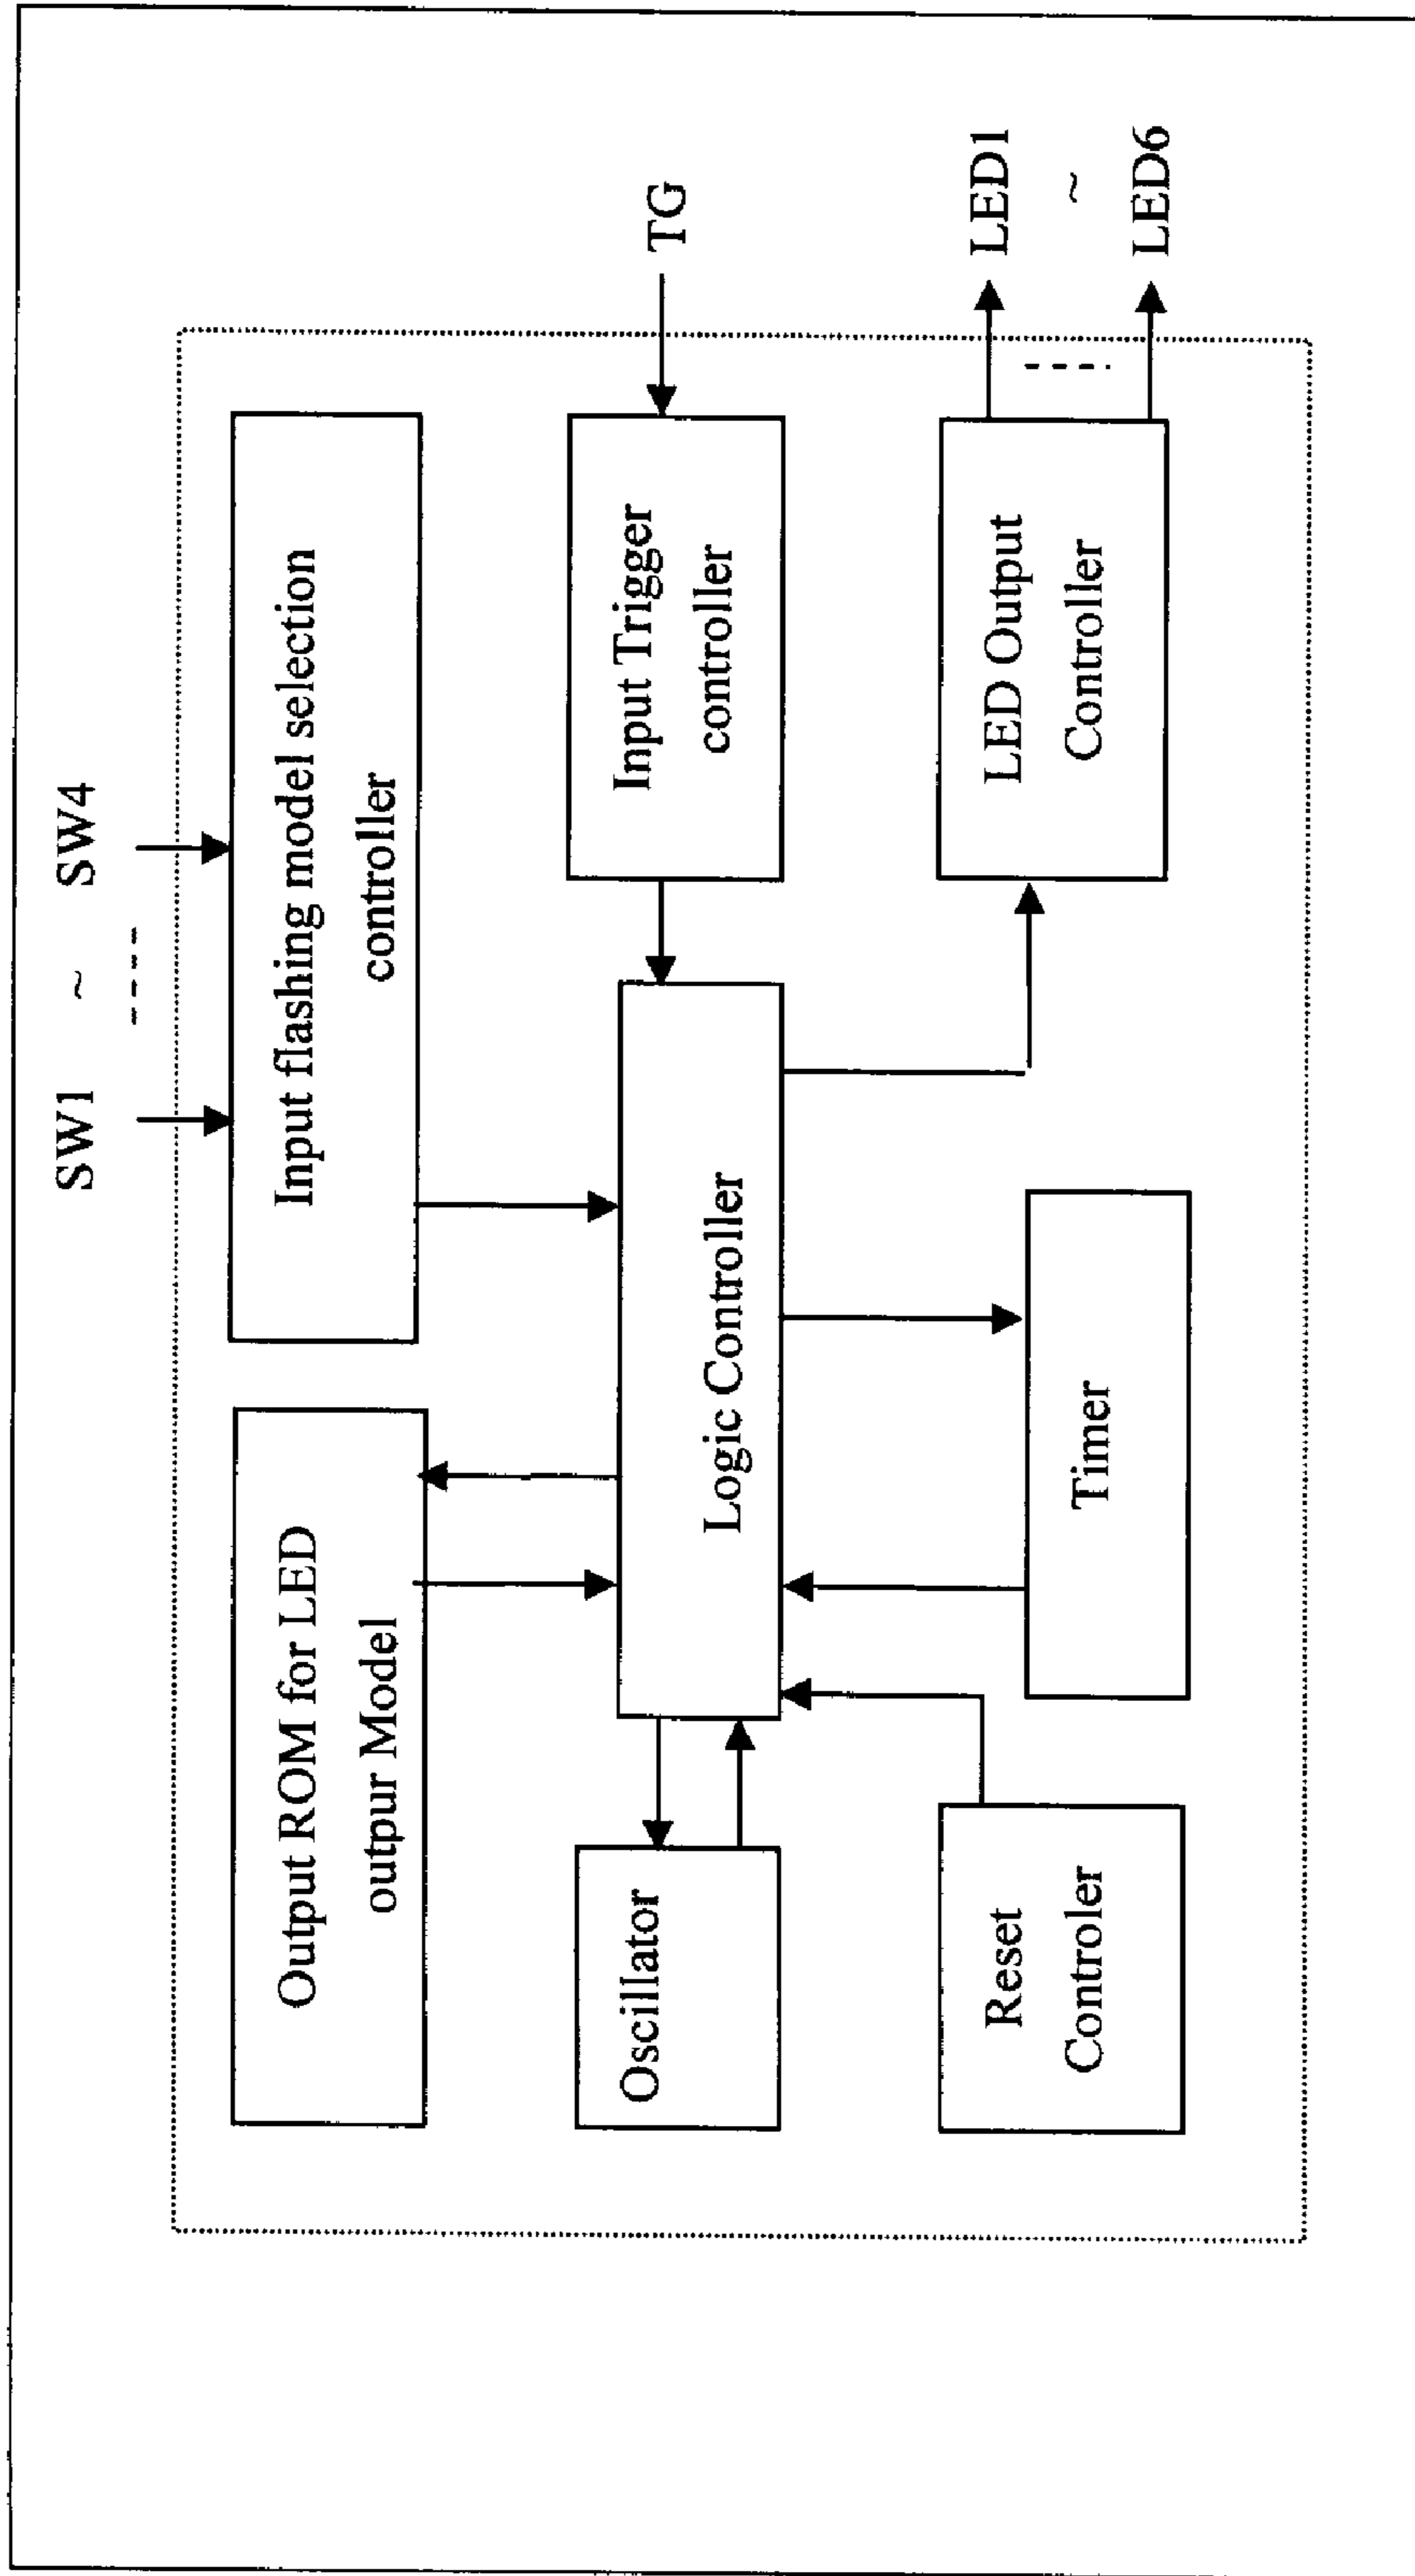 SW1 ~ SW4
Output ROM for LED
outpur Model
Input flashing model selection
controller
Oscillator
Logic Controller
Input Trigger
controller
TG
Reset
Controler
Timer
LED Output
Controller
LED1
~
LED6